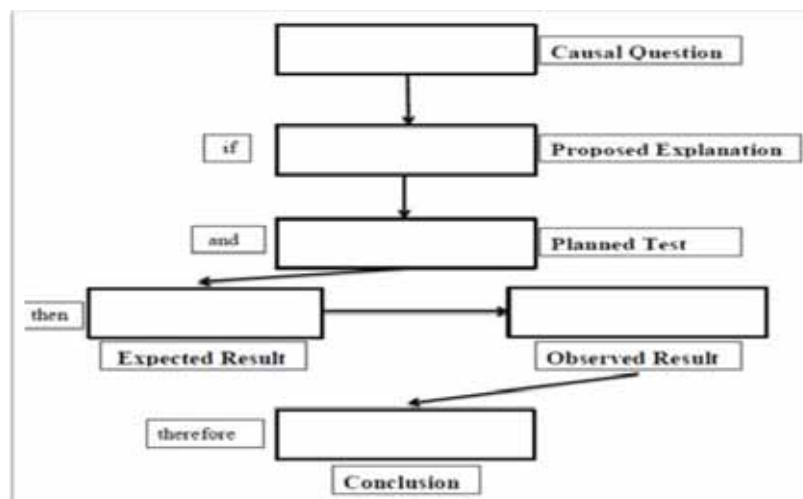 Causal Question
if
Proposed Explanation
and
Planned Test
then
Expected Result
Observed Result
therefore
Conclusion